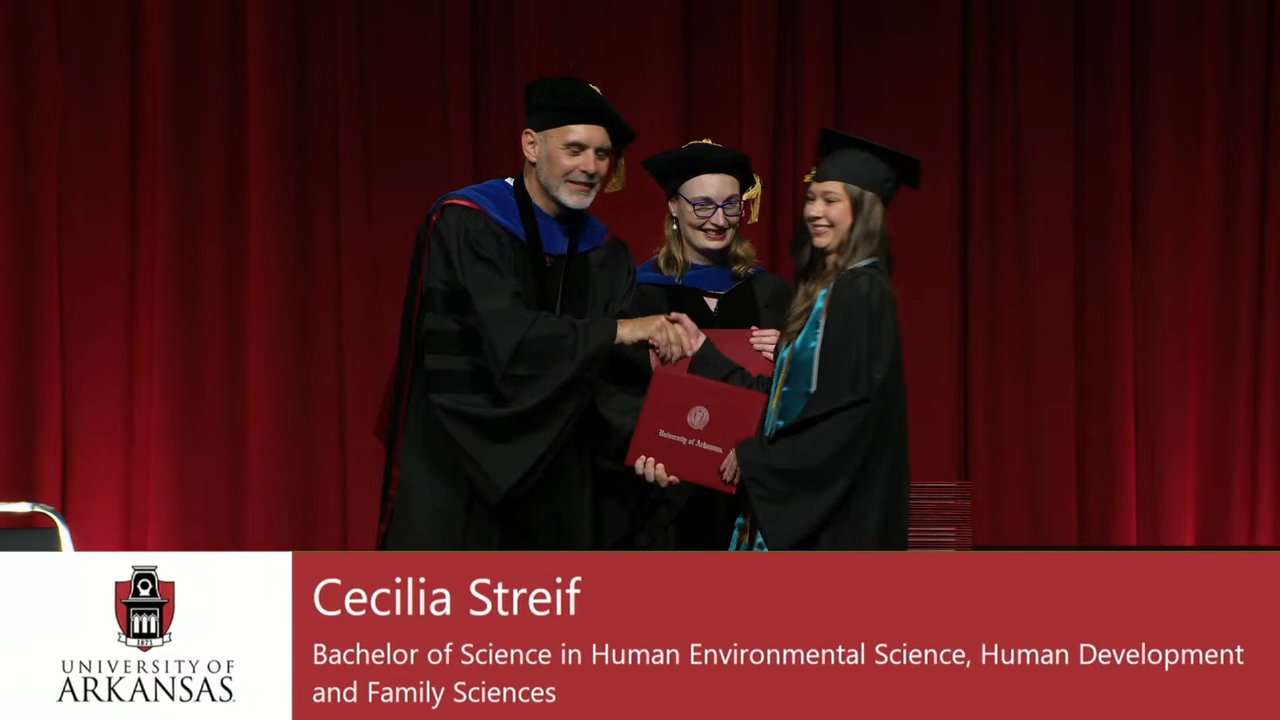 University of Arkansas
Cecilia Streif
Bachelor of Science in Human Environmental Science, Human Development
and Family Sciences
1871
UNIVERSITY OF
ARKANSAS